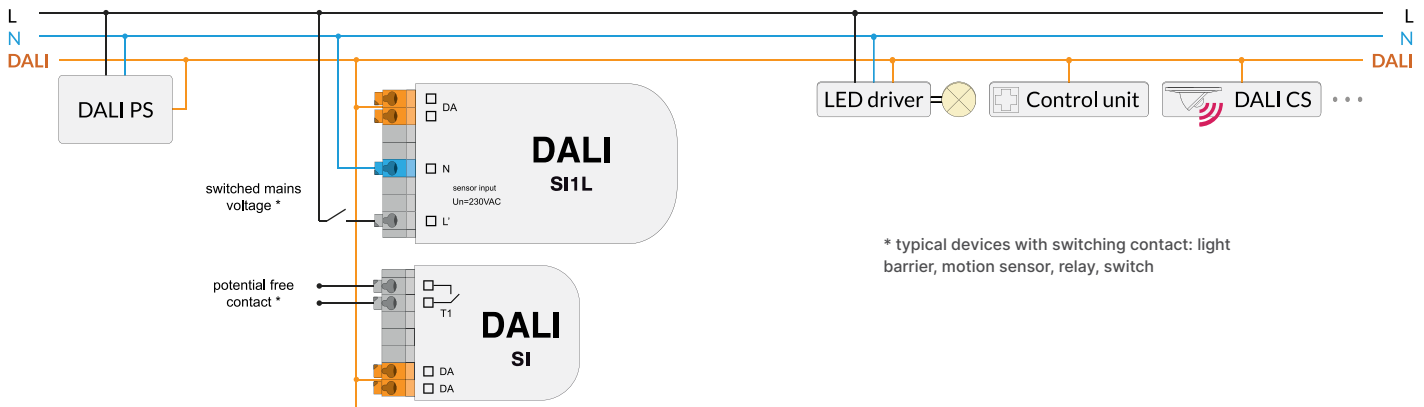 L
L
N
N
DALI
DALI
DALI PS
LED driver
Control unit
DALI CS
DA
DALI
SI1L
N
sensor input
Un=230VAC
L'
switched mains
voltage *
* typical devices with switching contact: light
barrier, motion sensor, relay, switch
potential free
contact *
T1
DALI
SI
DA
DA